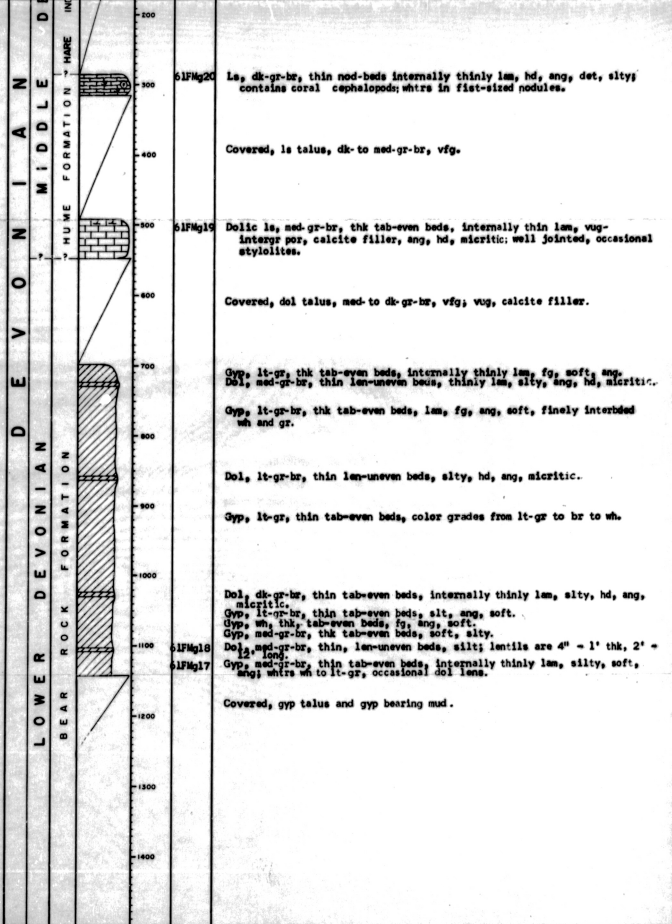 DEVONIAN
MIDDLE DE
LOWER DEVONIAN
HARE IND
? HUME FORMATION ?
BEAR ROCK FORMATION
200
300
400
500
600
700
800
900
1000
1100
1200
1300
1400
61FMg20 Ls, dk-gr-br, thin nod-beds internally thinly lam, hd, ang, det, slty;
contains coral cephalopods; whtrs in fist-sized nodules.
Covered, ls talus, dk-to med-gr-br, vfg.
61FMg19 Dolic ls, med-gr-br, thk tab-even beds, internally thin lam, vug-
intergr por, calcite filler, ang, hd, micritic; well jointed, occasional
stylolites.
Covered, dol talus, med-to dk-gr-br, vfg; vug, calcite filler.
Gyp, lt-gr, thk tab-even beds, internally thinly lam, fg, soft, ang.
Dol, med-gr-br, thin len-uneven beds, thinly lam, slty, ang, hd, micritic.
Gyp, lt-gr-br, thk tab-even beds, lam, fg, ang, soft, finely interbded
wh and gr.
Dol, lt-gr-br, thin len-uneven beds, slty, hd, ang, micritic.
Gyp, lt-gr, thin tab-even beds, color grades from lt-gr to br to wh.
Dol, dk-gr-br, thin tab-even beds, internally thinly lam, slty, hd, ang,
micritic.
Gyp, lt-gr-br, thin tab-even beds, slt, ang, soft.
Gyp, wh, thk, tab-even beds, fg, ang, soft.
Gyp, med-gr-br, thk tab-even beds, soft, slty.
61FMg18 Dol, med-gr-br, thin, len-uneven beds, silt; lentils are 4" - 1' thk, 2' -
12' long.
61FMg17 Gyp, med-gr-br, thin tab-even beds, internally thinly lam, silty, soft,
ang; whtrs wh to lt-gr, occasional dol lens.
Covered, gyp talus and gyp bearing mud.